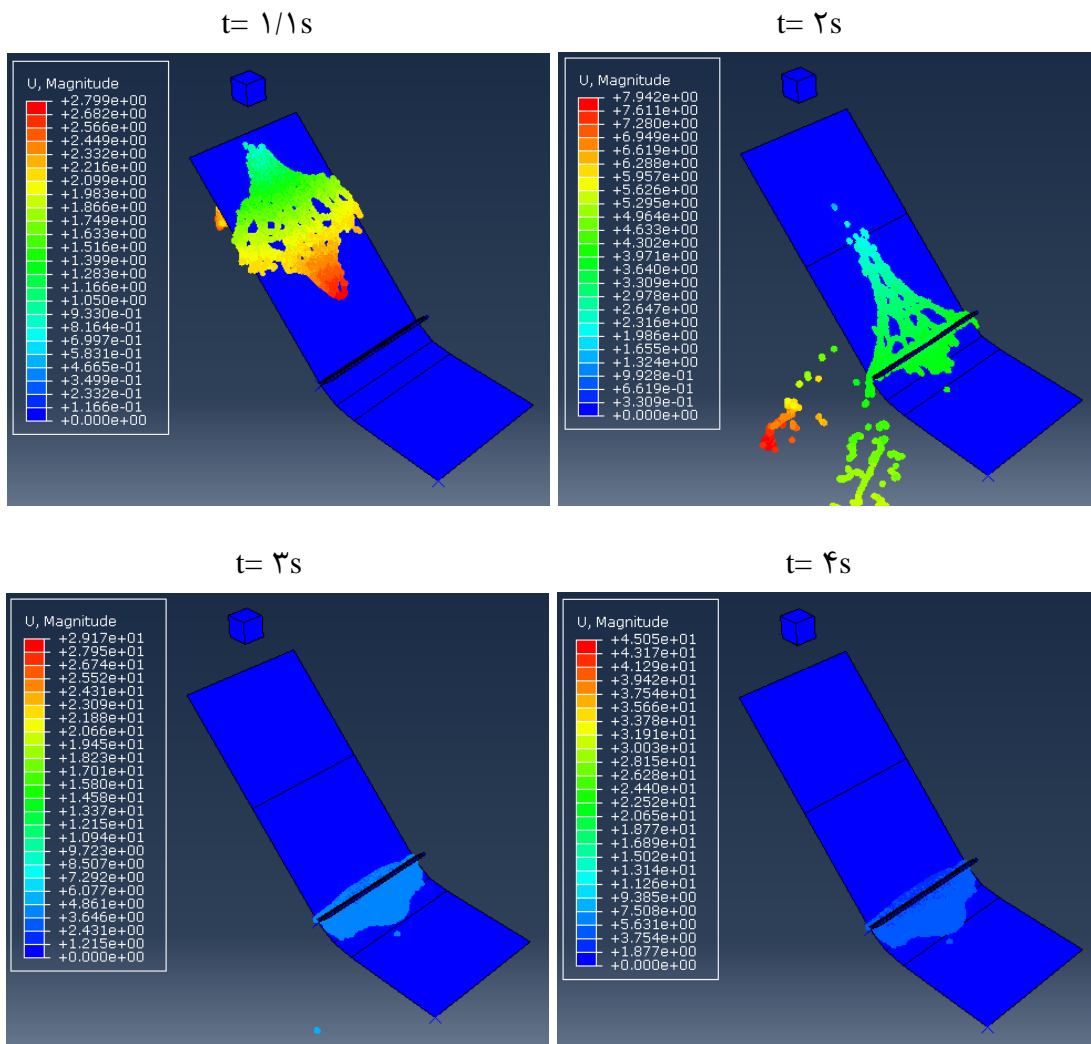 t= ۱/۱s
U, Magnitude
+2.799e+00
+2.682e+00
+2.566e+00
+2.449e+00
+2.332e+00
+2.216e+00
+2.099e+00
+1.983e+00
+1.866e+00
+1.749e+00
+1.633e+00
+1.516e+00
+1.399e+00
+1.283e+00
+1.166e+00
+1.050e+00
+9.330e-01
+8.164e-01
+6.997e-01
+5.831e-01
+4.665e-01
+3.499e-01
+2.332e-01
+1.166e-01
+0.000e+00
t= ۲s
U, Magnitude
+7.942e+00
+7.611e+00
+7.280e+00
+6.949e+00
+6.619e+00
+6.288e+00
+5.957e+00
+5.626e+00
+5.295e+00
+4.964e+00
+4.633e+00
+4.302e+00
+3.971e+00
+3.640e+00
+3.309e+00
+2.978e+00
+2.647e+00
+2.316e+00
+1.986e+00
+1.655e+00
+1.324e+00
+9.928e-01
+6.619e-01
+3.309e-01
+0.000e+00
t= ۳s
U, Magnitude
+2.917e+01
+2.795e+01
+2.674e+01
+2.552e+01
+2.431e+01
+2.309e+01
+2.188e+01
+2.066e+01
+1.945e+01
+1.823e+01
+1.701e+01
+1.580e+01
+1.458e+01
+1.337e+01
+1.215e+01
+1.094e+01
+9.723e+00
+8.507e+00
+7.292e+00
+6.077e+00
+4.861e+00
+3.646e+00
+2.431e+00
+1.215e+00
+0.000e+00
t= ۴s
U, Magnitude
+4.505e+01
+4.317e+01
+4.129e+01
+3.942e+01
+3.754e+01
+3.566e+01
+3.378e+01
+3.191e+01
+3.003e+01
+2.815e+01
+2.628e+01
+2.440e+01
+2.252e+01
+2.065e+01
+1.877e+01
+1.689e+01
+1.502e+01
+1.314e+01
+1.126e+01
+9.385e+00
+7.508e+00
+5.631e+00
+3.754e+00
+1.877e+00
+0.000e+00